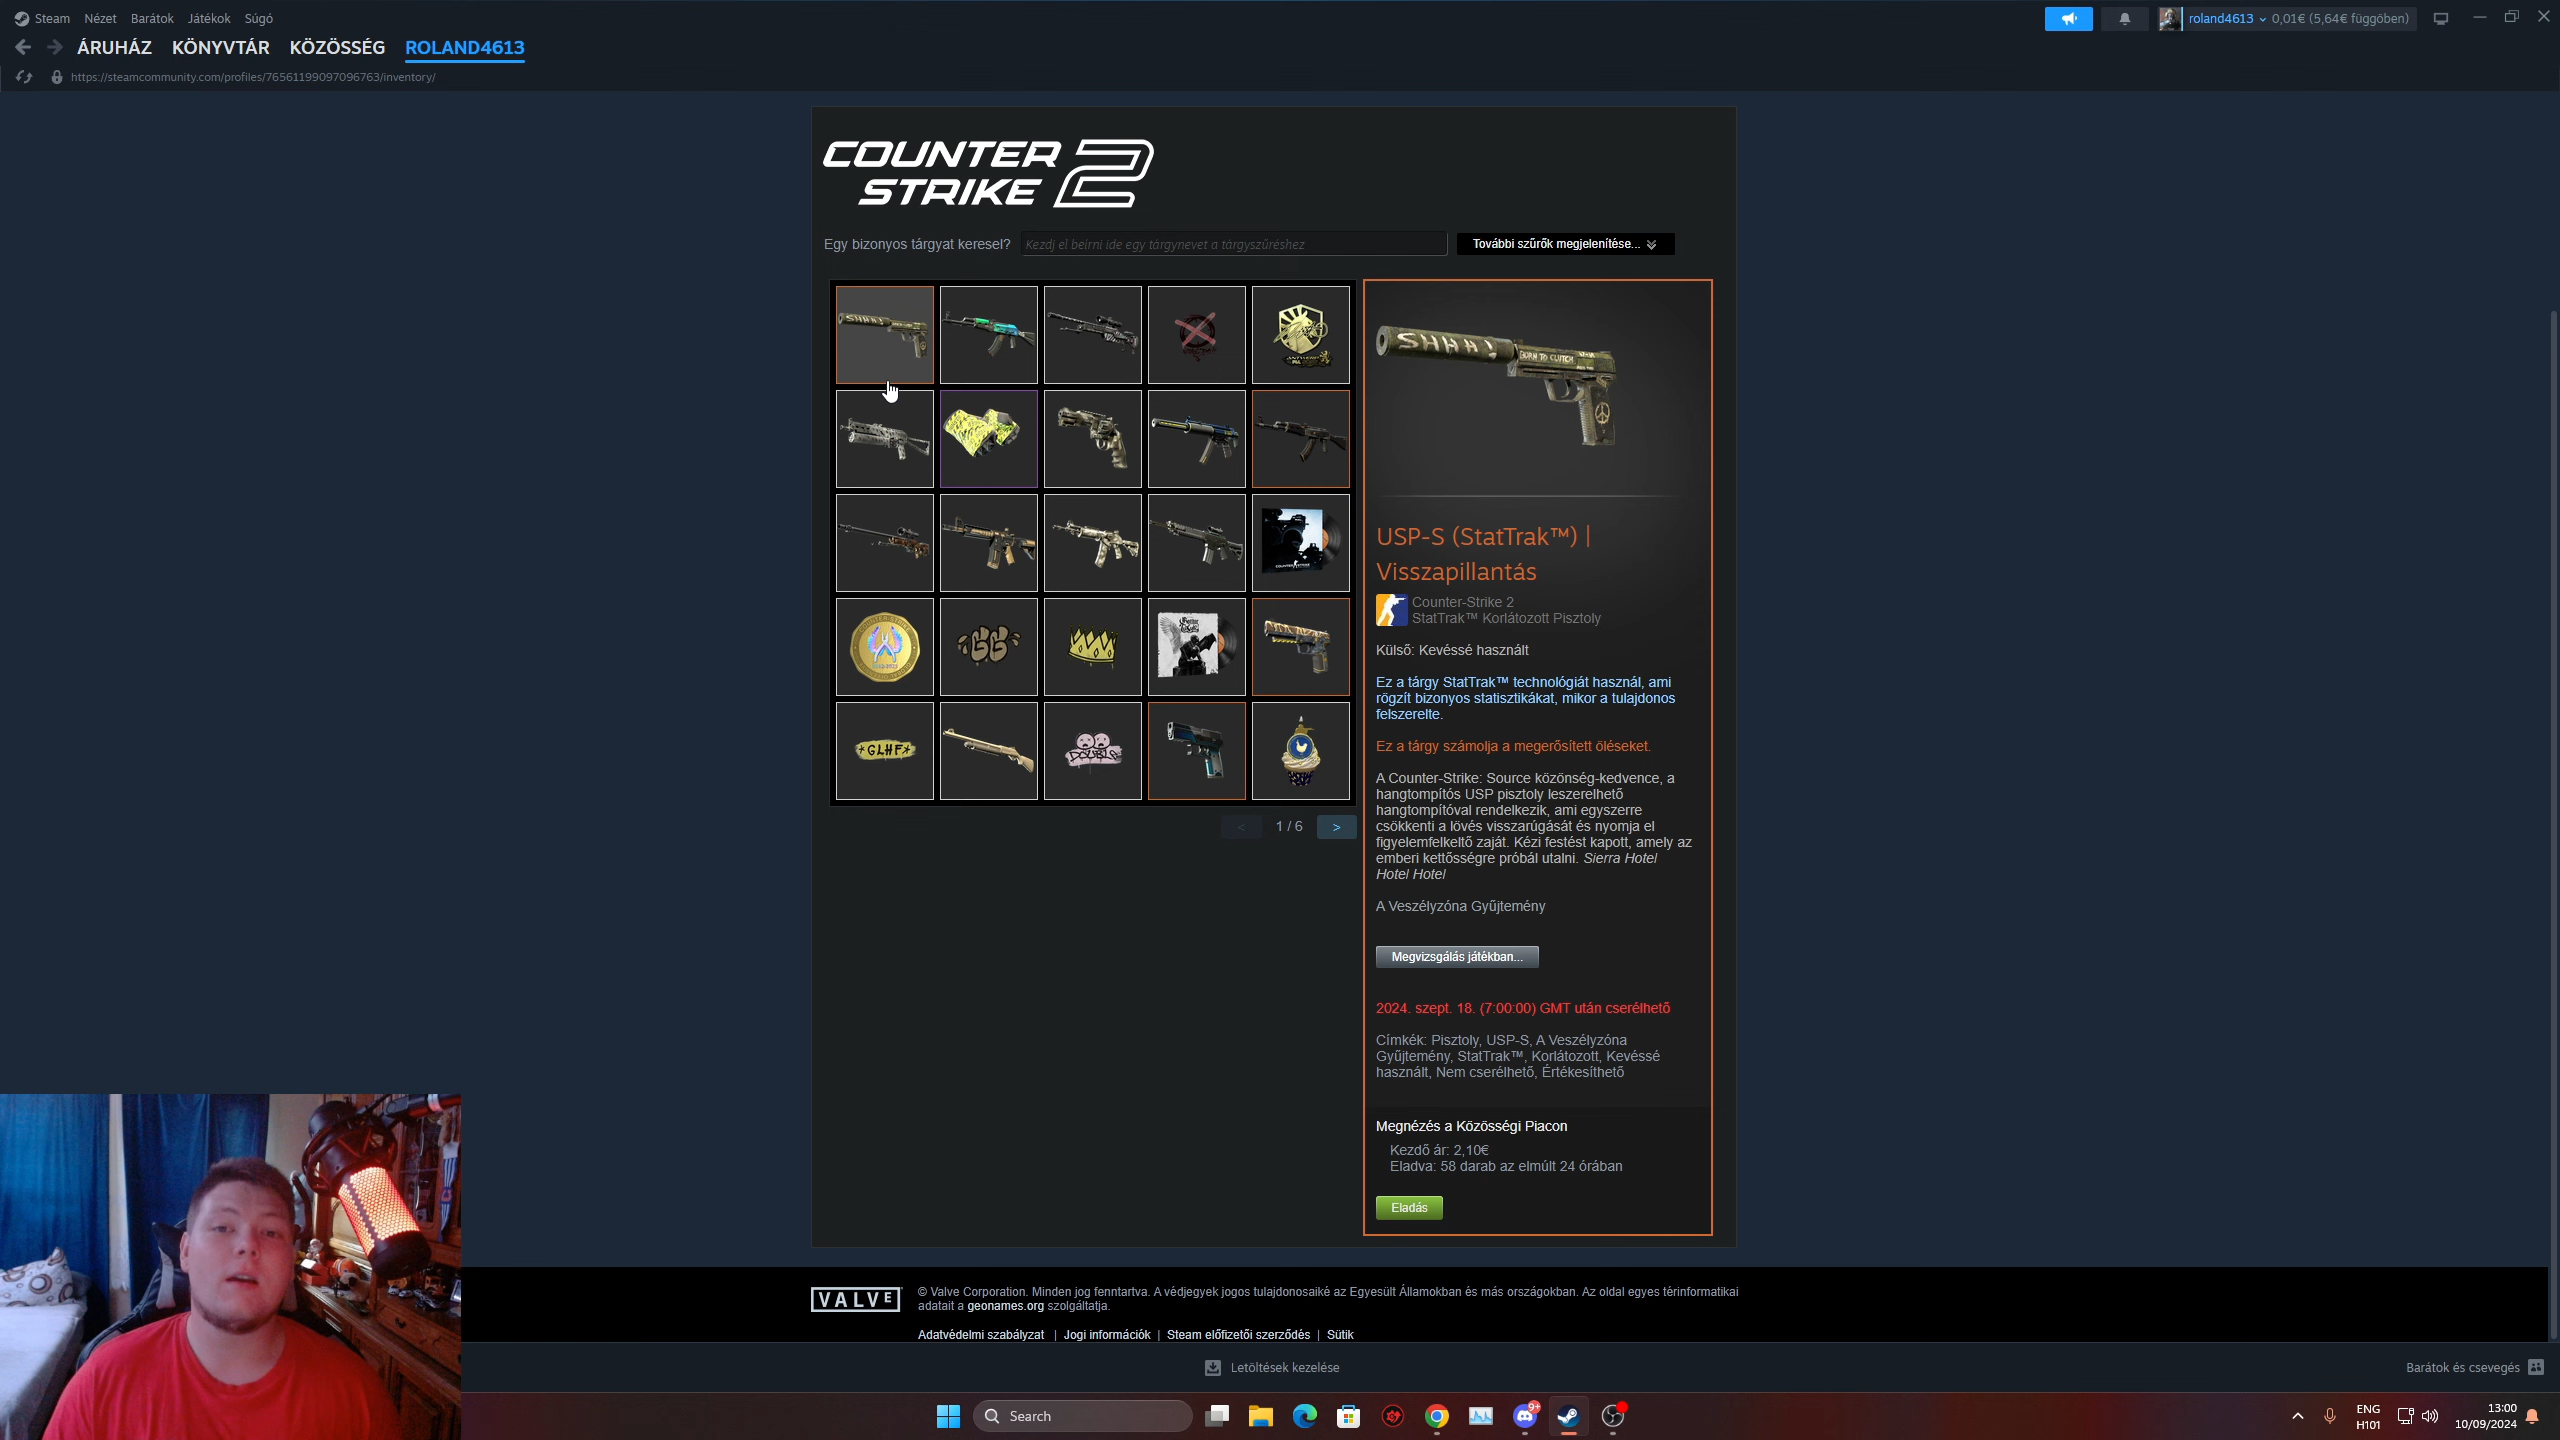 Steam Nézet Barátok Játékok Súgó
roland4613 0,01€ (5,64€ függőben)
ÁRUHÁZ KÖNYVTÁR KÖZÖSSÉG ROLAND4613
https://steamcommunity.com/profiles/76561199097096763/inventory/
COUNTER
STRIKE 2
Egy bizonyos tárgyat keresel? Kezdj el beírni ide egy tárgynevet a tárgyszűréshez További szűrők megjelenítése...
SHHH!
BORN TO CLUTCH
USP-S (StatTrak™) |
Visszapillantás
Counter-Strike 2
StatTrak™ Korlátozott Pisztoly
Külső: Kevéssé használt
Ez a tárgy StatTrak™ technológiát használ, ami
rögzít bizonyos statisztikákat, mikor a tulajdonos
felszerelte.
Ez a tárgy számolja a megerősített öléseket.
A Counter-Strike: Source közönség-kedvence, a
hangtompítós USP pisztoly leszerelhető
hangtompítóval rendelkezik, ami egyszerre
csökkenti a lövés visszarúgását és nyomja el
figyelemfelkeltő zaját. Kézi festést kapott, amely az
emberi kettősségre próbál utalni. Sierra Hotel
Hotel Hotel
A Veszélyzóna Gyűjtemény
*GLHF*
DOUBLE
< 1 / 6 >
Megvizsgálás játékban...
2024. szept. 18. (7:00:00) GMT után cserélhető
Címkék: Pisztoly, USP-S, A Veszélyzóna
Gyűjtemény, StatTrak™, Korlátozott, Kevéssé
használt, Nem cserélhető, Értékesíthető
Megnézés a Közösségi Piacon
Kezdő ár: 2,10€
Eladva: 58 darab az elmúlt 24 órában
Eladás
VALVE
© Valve Corporation. Minden jog fenntartva. A védjegyek jogos tulajdonosaiké az Egyesült Államokban és más országokban. Az oldal egyes térinformatikai
adatait a geonames.org szolgáltatja.
Adatvédelmi szabályzat | Jogi információk | Steam előfizetői szerződés | Sütik
Letöltések kezelése
Barátok és csevegés
Search
9+
ENG
H101
13:00
10/09/2024